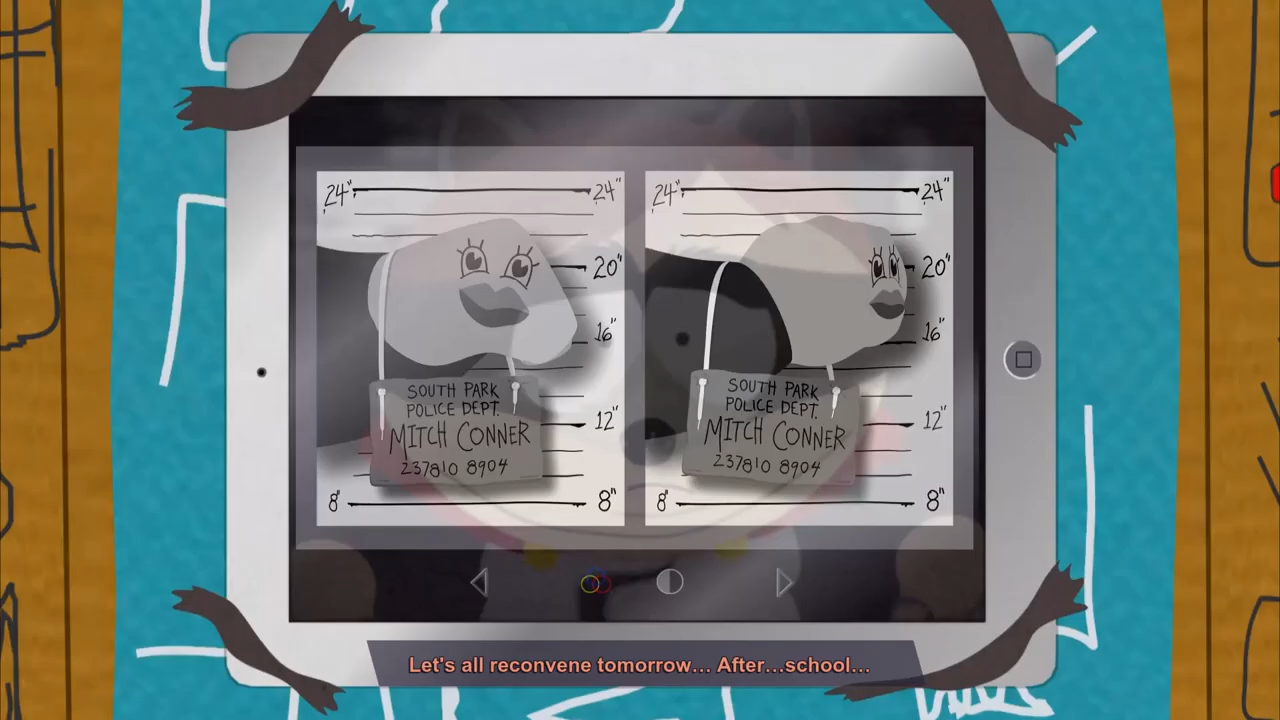 24" 24"
20"
16"
12"
8" 8"
SOUTH PARK
POLICE DEPT.
MITCH CONNER
237810 8904
24" 24"
20"
16"
12"
8" 8"
SOUTH PARK
POLICE DEPT.
MITCH CONNER
237810 8904
Let's all reconvene tomorrow... After...school...